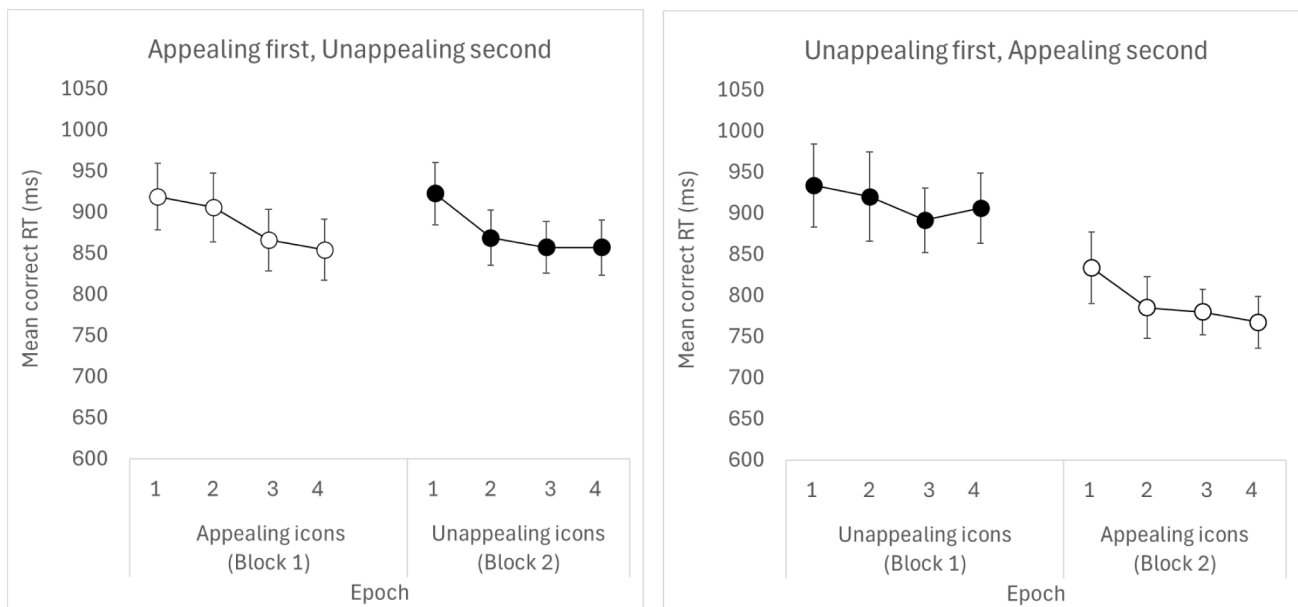 Appealing first, Unappealing second
Mean correct RT (ms)
1050
1000
950
900
850
800
750
700
650
600
1 2 3 4 1 2 3 4
Appealing icons Unappealing icons
(Block 1) (Block 2)
Epoch
Unappealing first, Appealing second
Mean correct RT (ms)
1050
1000
950
900
850
800
750
700
650
600
1 2 3 4 1 2 3 4
Unappealing icons Appealing icons
(Block 1) (Block 2)
Epoch